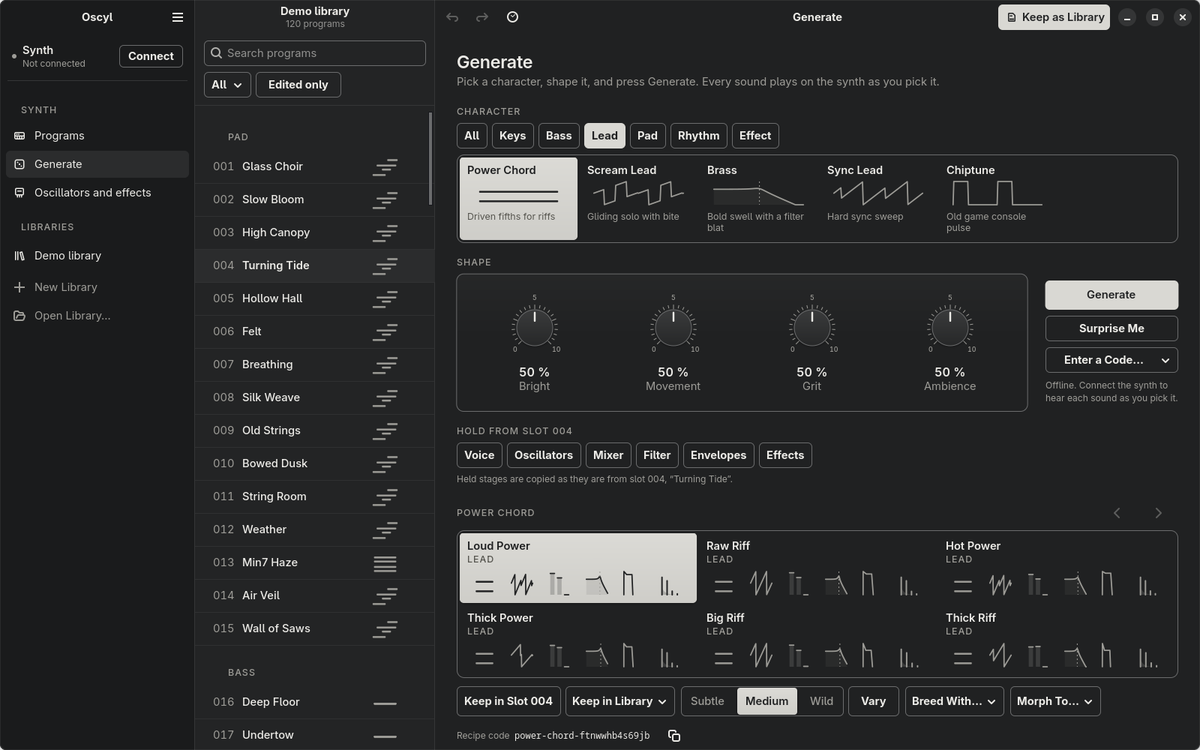 Oscyl
Synth
Not connected
Connect
SYNTH
Programs
Generate
Oscillators and effects
LIBRARIES
Demo library
New Library
Open Library...
Demo library
120 programs
Search programs
All
Edited only
PAD
001 Glass Choir
002 Slow Bloom
003 High Canopy
004 Turning Tide
005 Hollow Hall
006 Felt
007 Breathing
008 Silk Weave
009 Old Strings
010 Bowed Dusk
011 String Room
012 Weather
013 Min7 Haze
014 Air Veil
015 Wall of Saws
BASS
016 Deep Floor
017 Undertow
Generate
Keep as Library
Generate
Pick a character, shape it, and press Generate. Every sound plays on the synth as you pick it.
CHARACTER
All Keys Bass Lead Pad Rhythm Effect
Power Chord
Driven fifths for riffs
Scream Lead
Gliding solo with bite
Brass
Bold swell with a filter
blat
Sync Lead
Hard sync sweep
Chiptune
Old game console
pulse
SHAPE
5 5 5 5
0 10 0 10 0 10 0 10
50 % 50 % 50 % 50 %
Bright Movement Grit Ambience
Generate
Surprise Me
Enter a Code...
Offline. Connect the synth to
hear each sound as you pick it.
HOLD FROM SLOT 004
Voice Oscillators Mixer Filter Envelopes Effects
Held stages are copied as they are from slot 004, “Turning Tide”.
POWER CHORD
Loud Power
LEAD
Raw Riff
LEAD
Hot Power
LEAD
Thick Power
LEAD
Big Riff
LEAD
Thick Riff
LEAD
Keep in Slot 004 Keep in Library Subtle Medium Wild Vary Breed With... Morph To...
Recipe code power-chord-ftnwwhb4s69jb